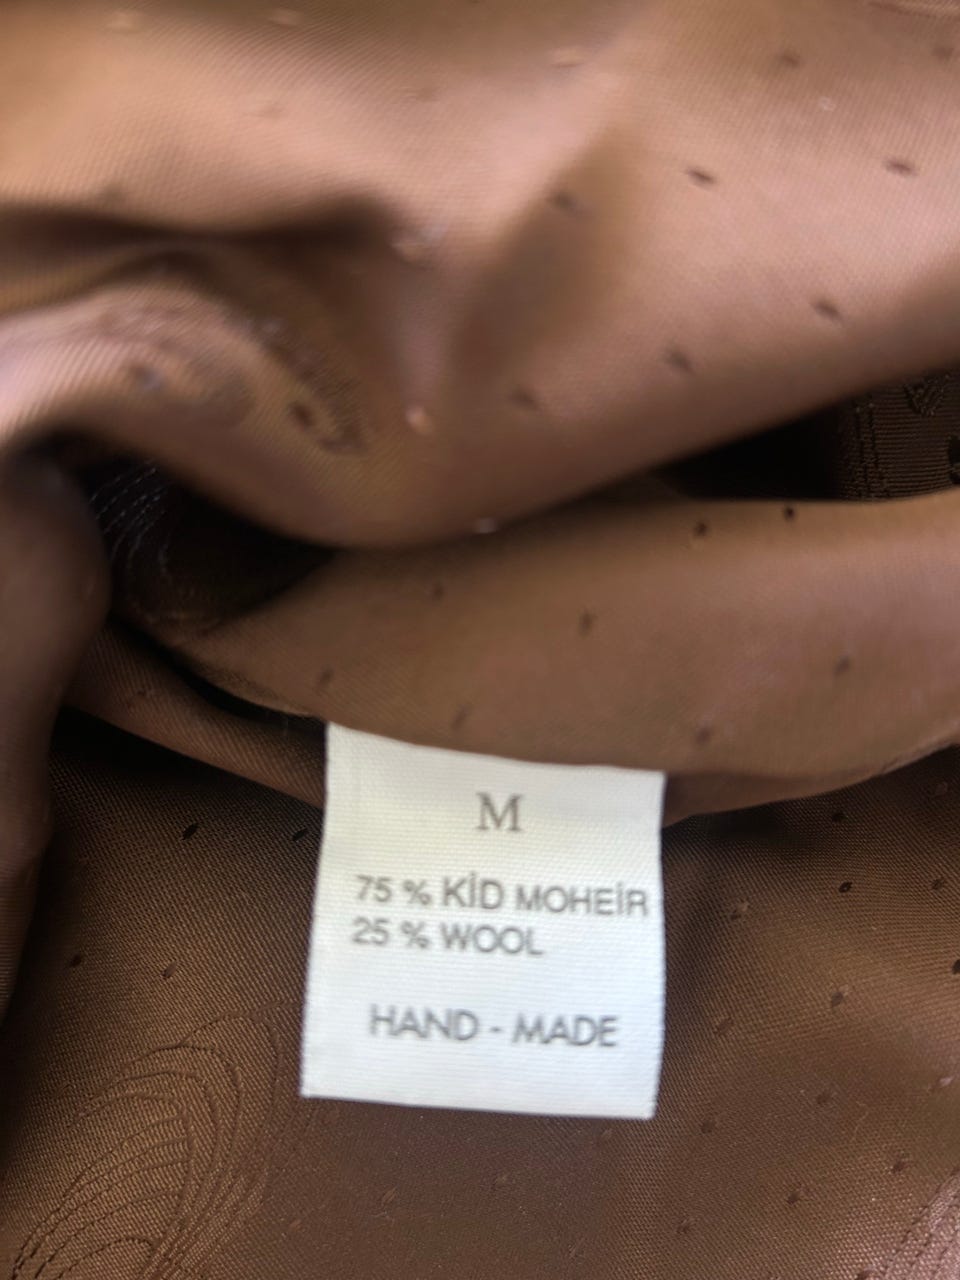 M
75 % KİD MOHEİR
25 % WOOL
HAND - MADE